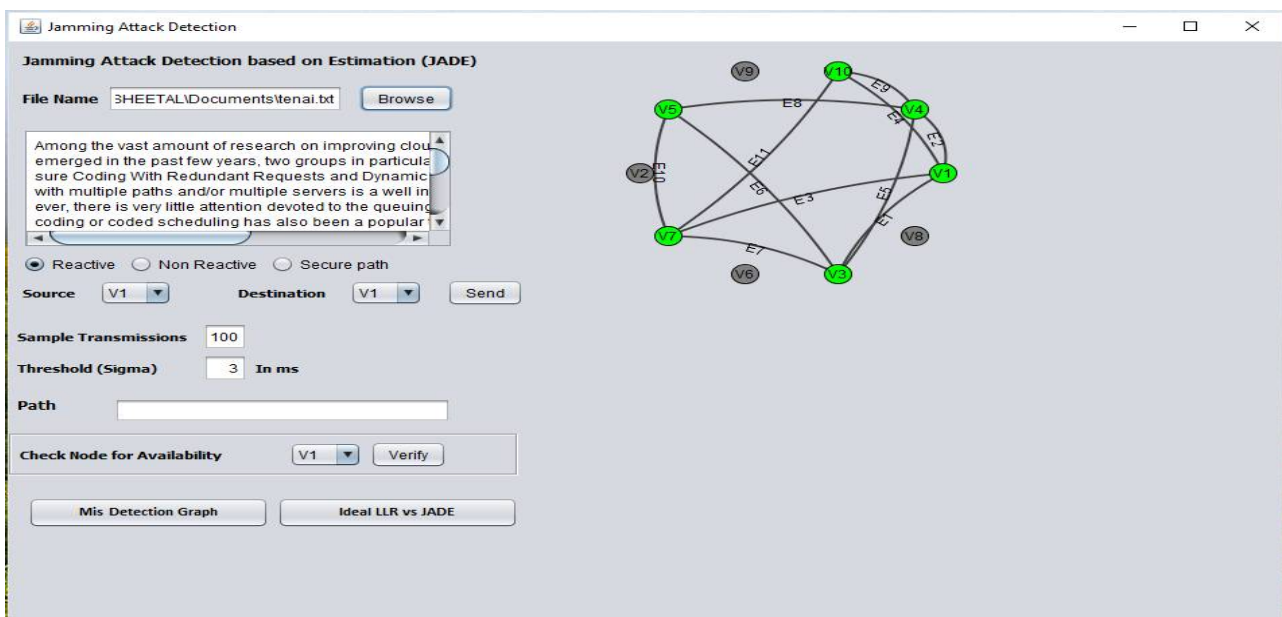 Jamming Attack Detection
Jamming Attack Detection based on Estimation (JADE)
File Name 3HEETAL\Documents\tenai.txt Browse
Among the vast amount of research on improving clou
emerged in the past few years, two groups in particula
sure Coding With Redundant Requests and Dynamic
with multiple paths and/or multiple servers is a well in
ever, there is very little attention devoted to the queuing
coding or coded scheduling has also been a popular
Reactive Non Reactive Secure path
Source V1 Destination V1 Send
Sample Transmissions 100
Threshold (Sigma) 3 In ms
Path
Check Node for Availability V1 Verify
Mis Detection Graph Ideal LLR vs JADE
V9
V10
E9
V5
E8
V4
E4
E2
E11
V2
E10
V1
E6
E5
E3
E1
V7
V8
E7
V6
V3